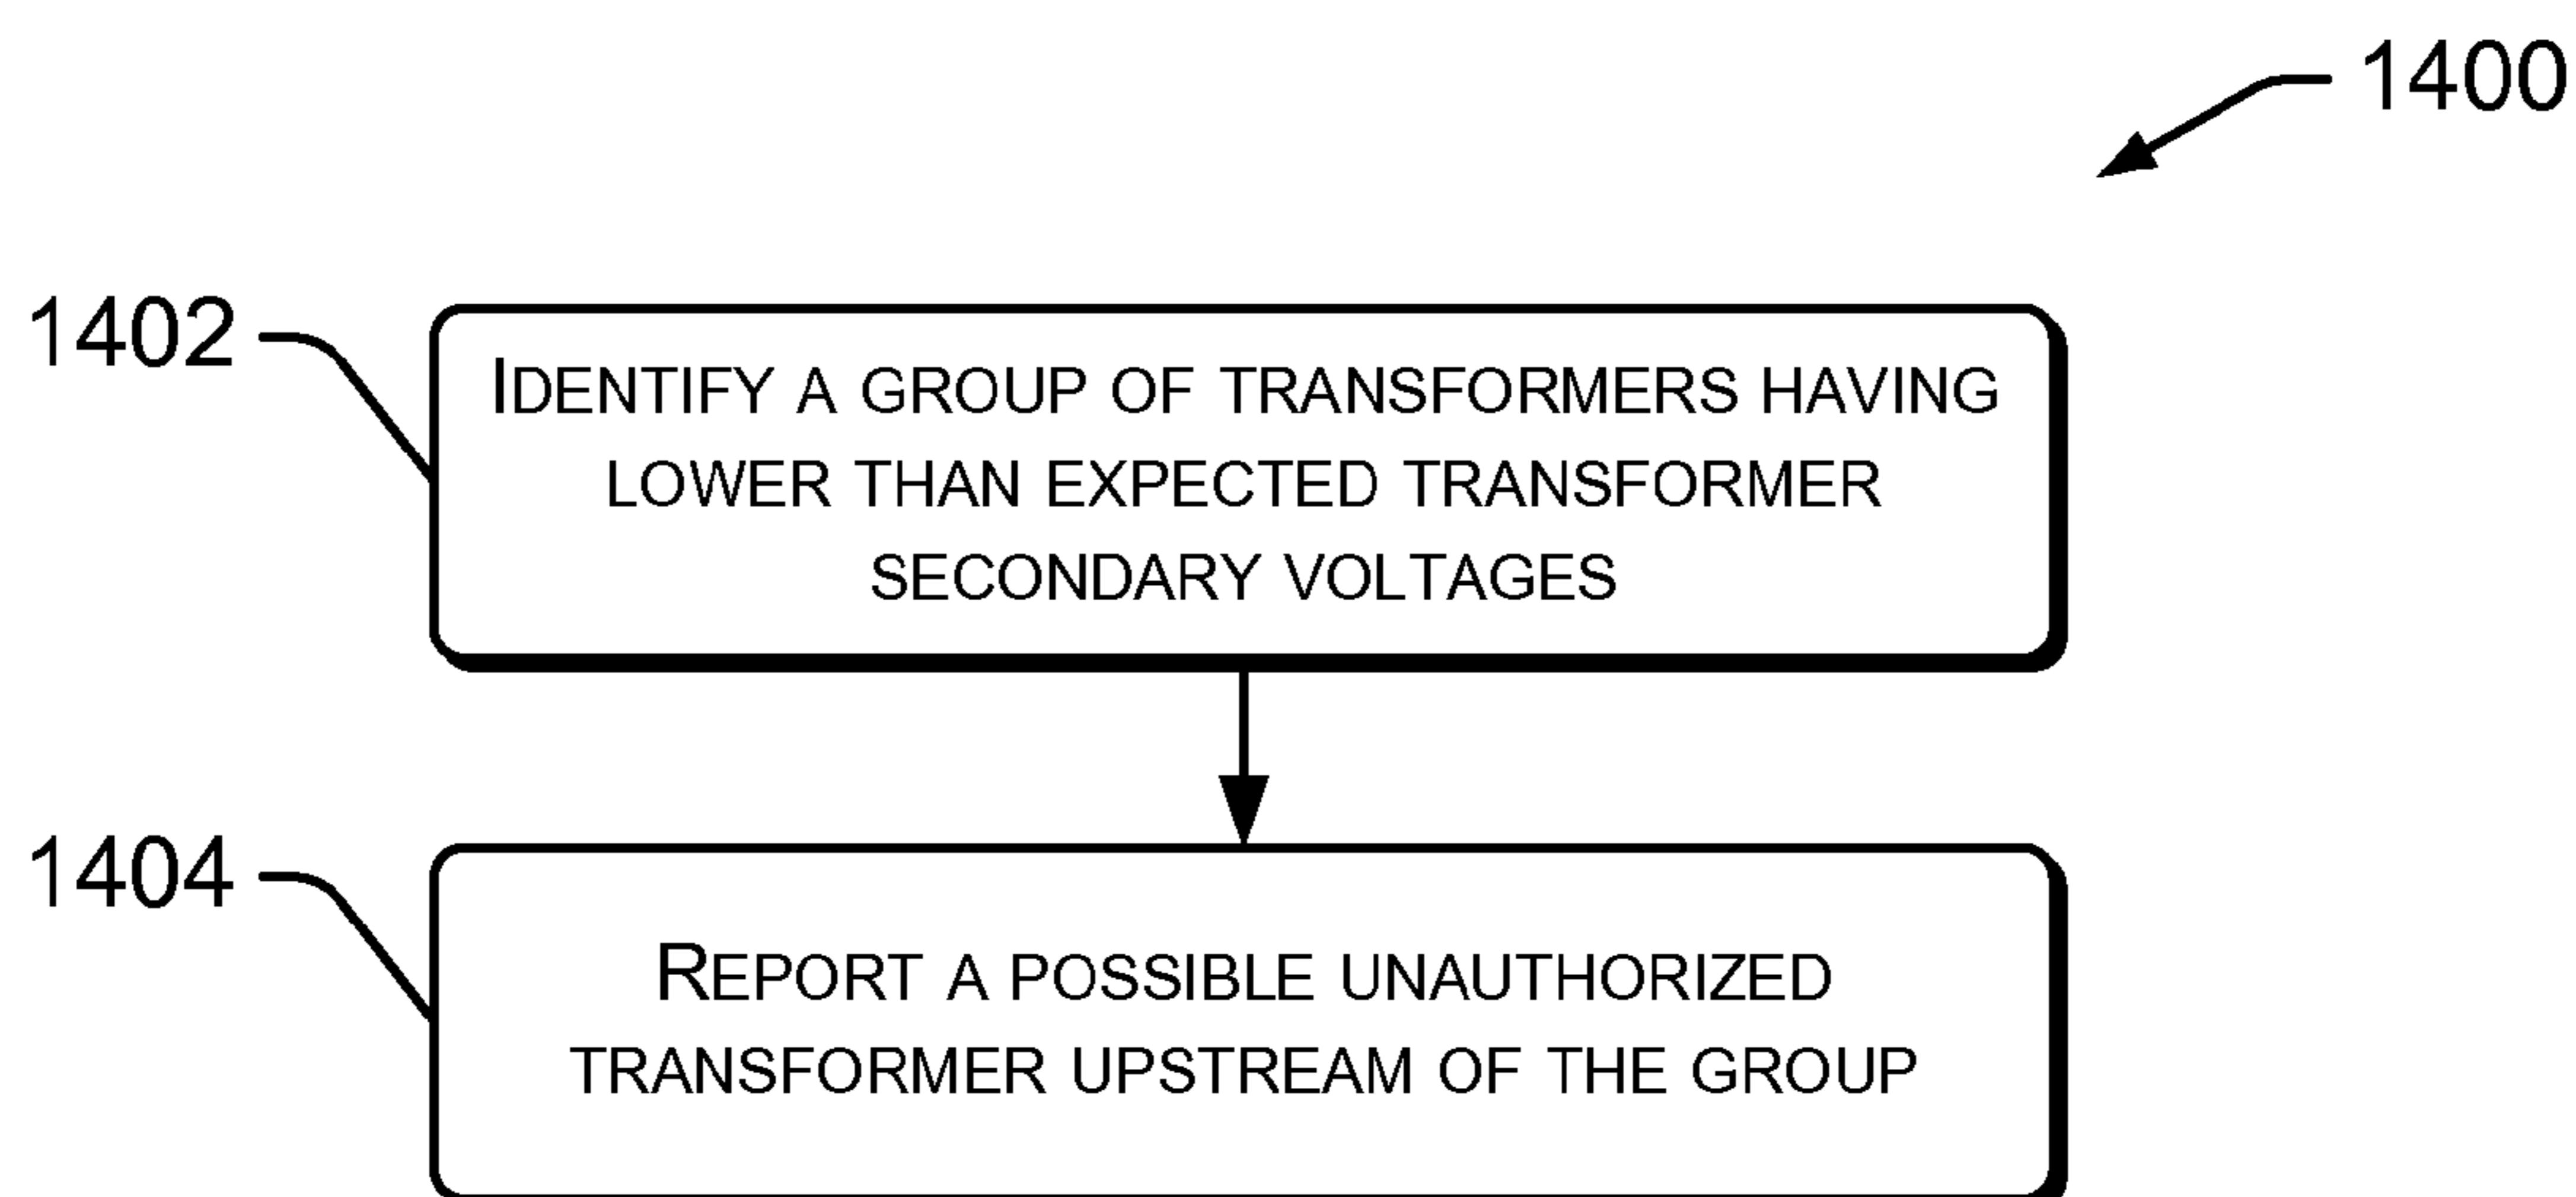 1400
1402
IDENTIFY A GROUP OF TRANSFORMERS HAVING
LOWER THAN EXPECTED TRANSFORMER
SECONDARY VOLTAGES
1404
REPORT A POSSIBLE UNAUTHORIZED
TRANSFORMER UPSTREAM OF THE GROUP